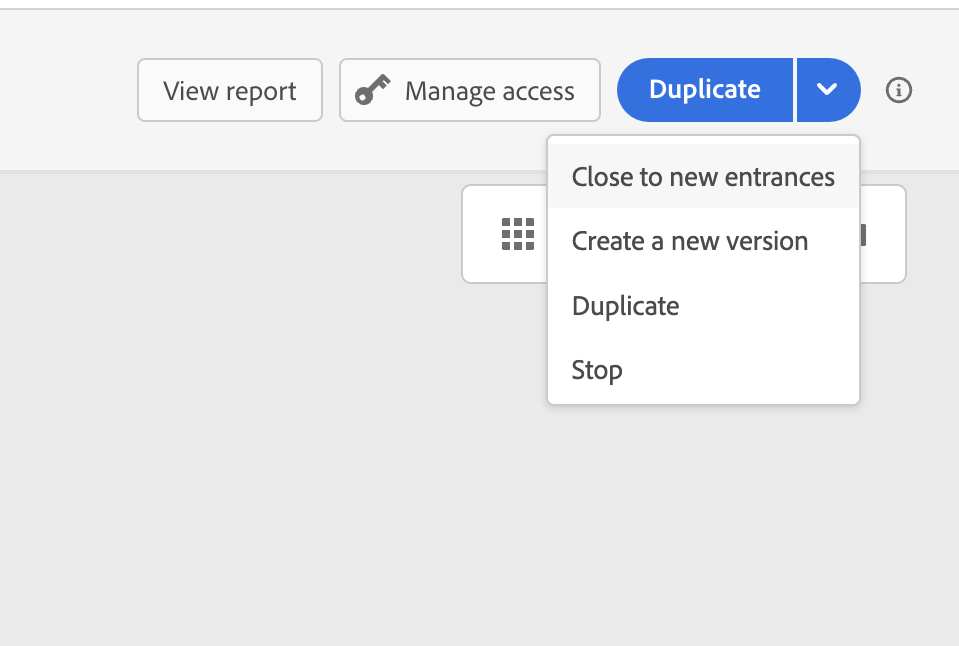 View report
Manage access
Duplicate
Close to new entrances
Create a new version
Duplicate
Stop